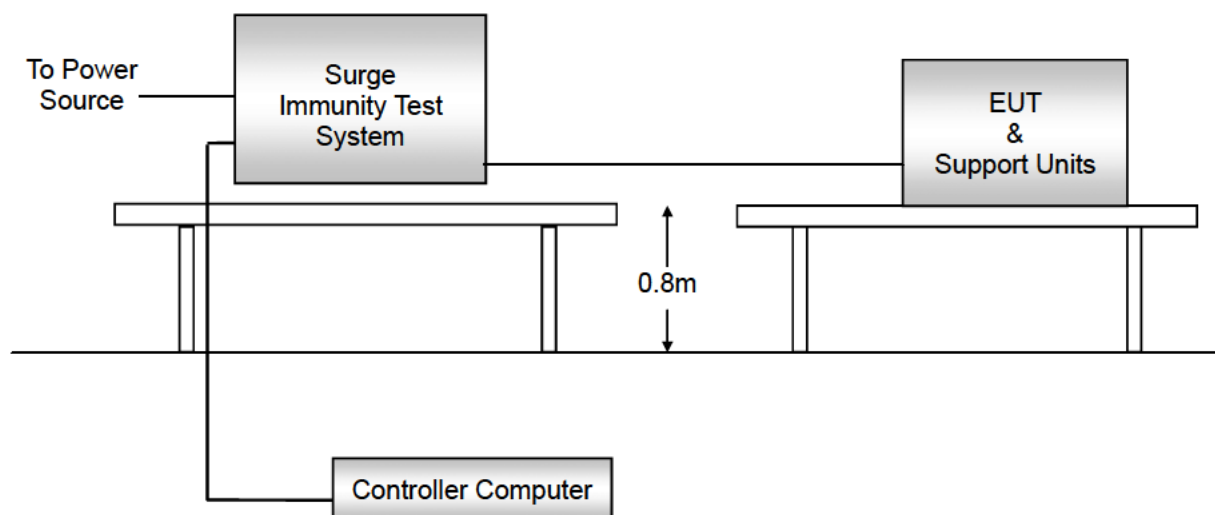 To Power
Source
Surge
Immunity Test
System
EUT
&
Support Units
0.8m
Controller Computer